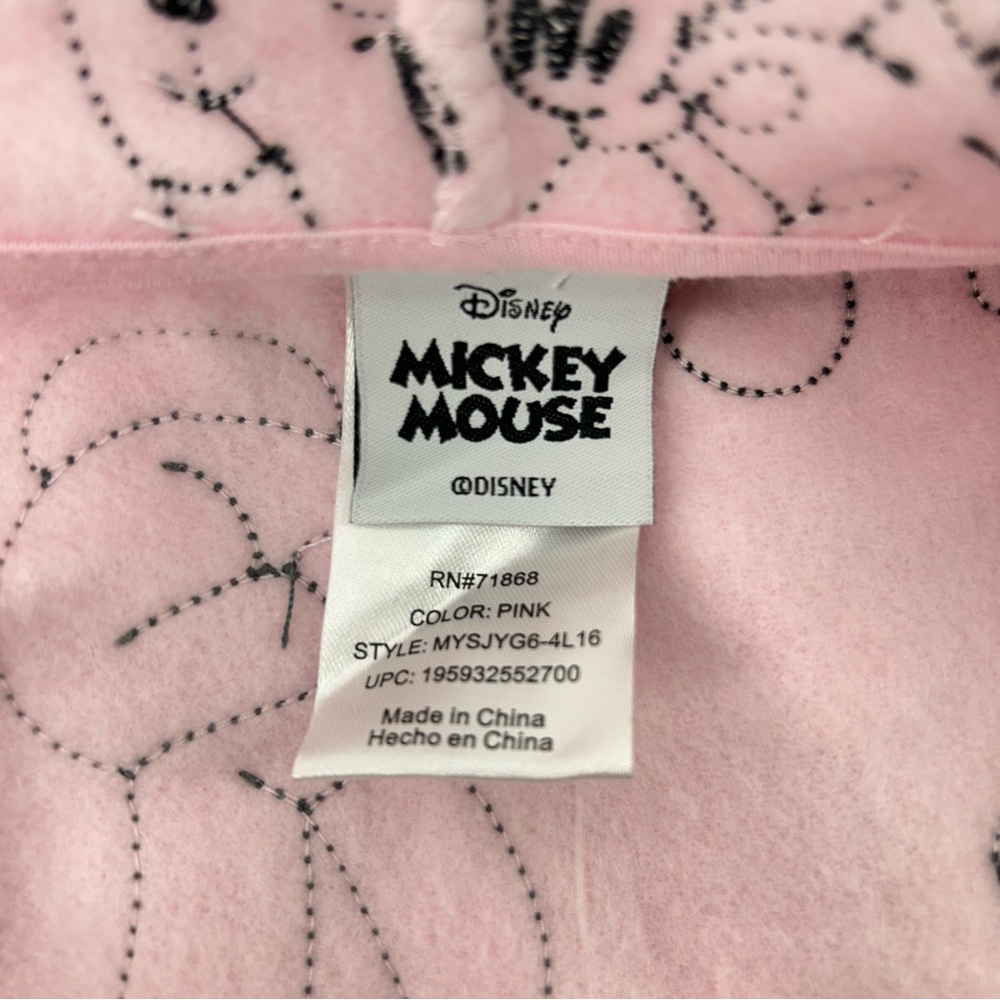 Disney
MICKEY
MOUSE
©DISNEY
RN#71868
COLOR: PINK
STYLE: MYSJYG6-4L16
UPC: 195932552700
Made in China
Hecho en China